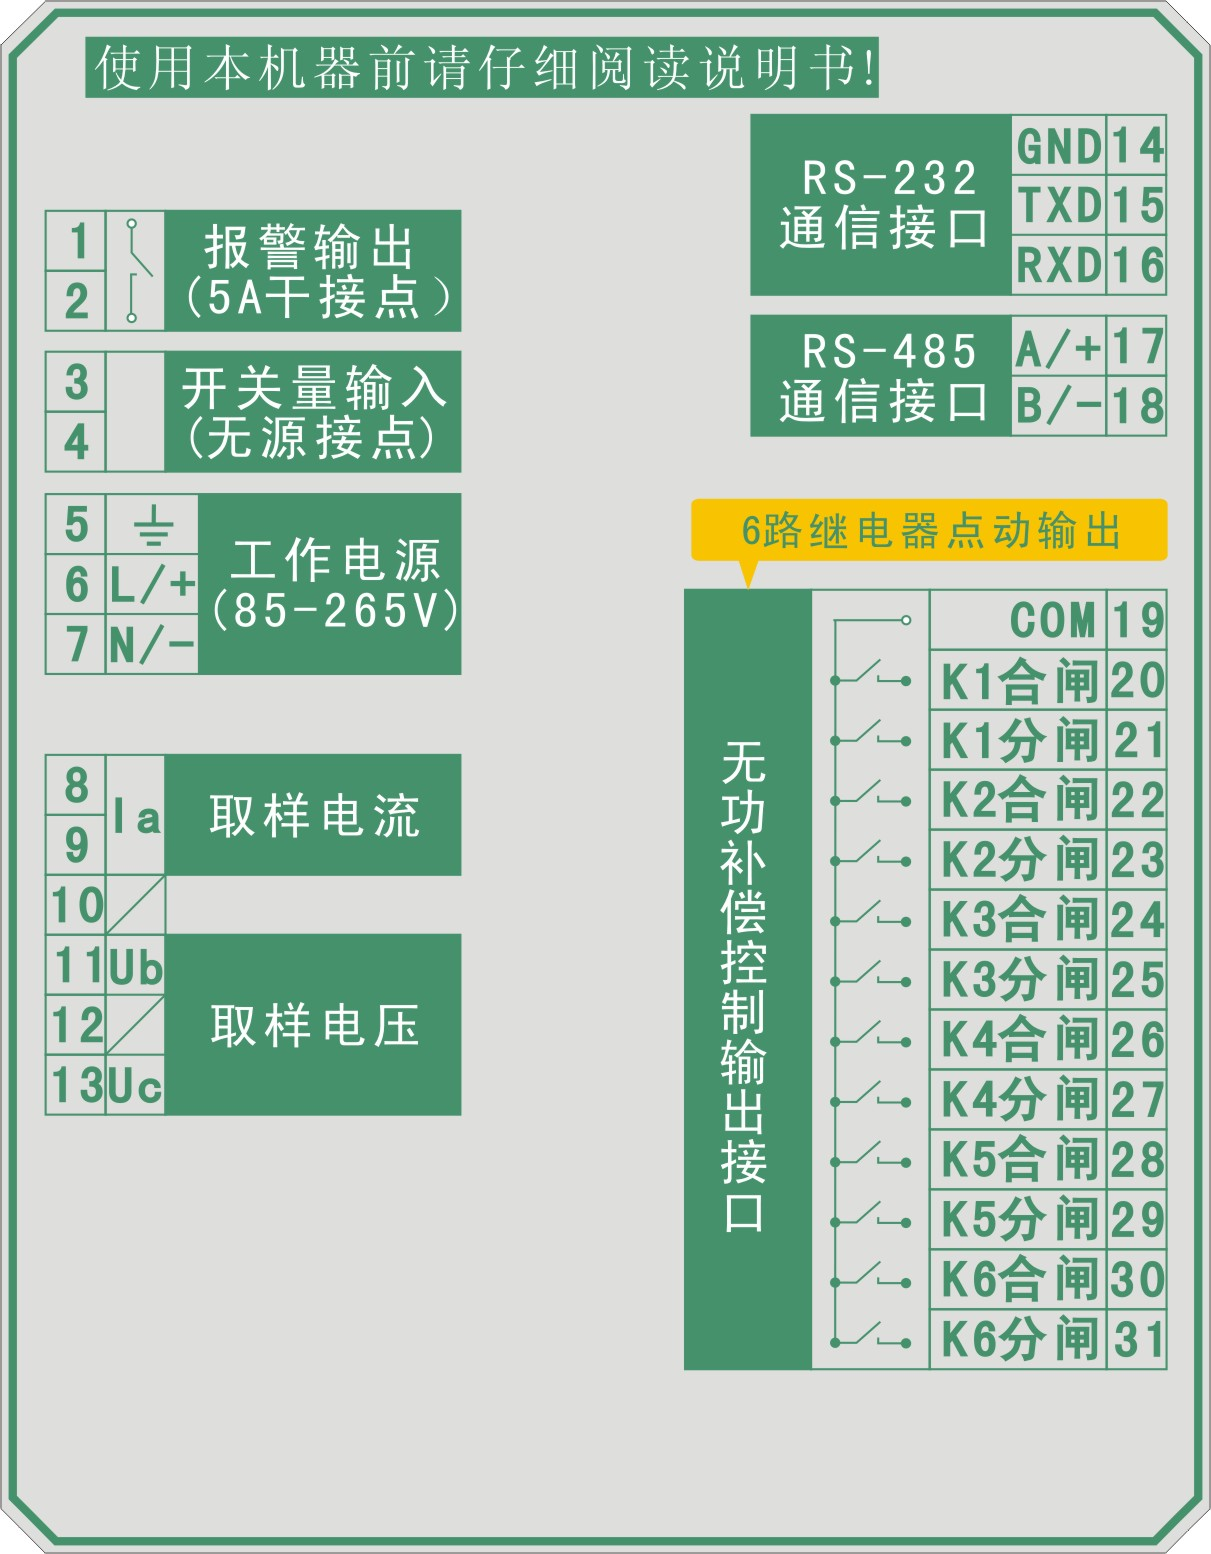 使用本机器前请仔细阅读说明书!
1
2
报警输出
(5A干接点)
3
4
开关量输入
(无源接点)
5
6 L/+
7 N/-
工作电源
(85-265V)
8
9
Ia
取样电流
10
11 Ub
12
13 Uc
取样电压
RS-232
通信接口
GND 14
TXD 15
RXD 16
RS-485
通信接口
A/+ 17
B/- 18
6路继电器点动输出
无功补偿控制输出接口
COM 19
K1合闸 20
K1分闸 21
K2合闸 22
K2分闸 23
K3合闸 24
K3分闸 25
K4合闸 26
K4分闸 27
K5合闸 28
K5分闸 29
K6合闸 30
K6分闸 31